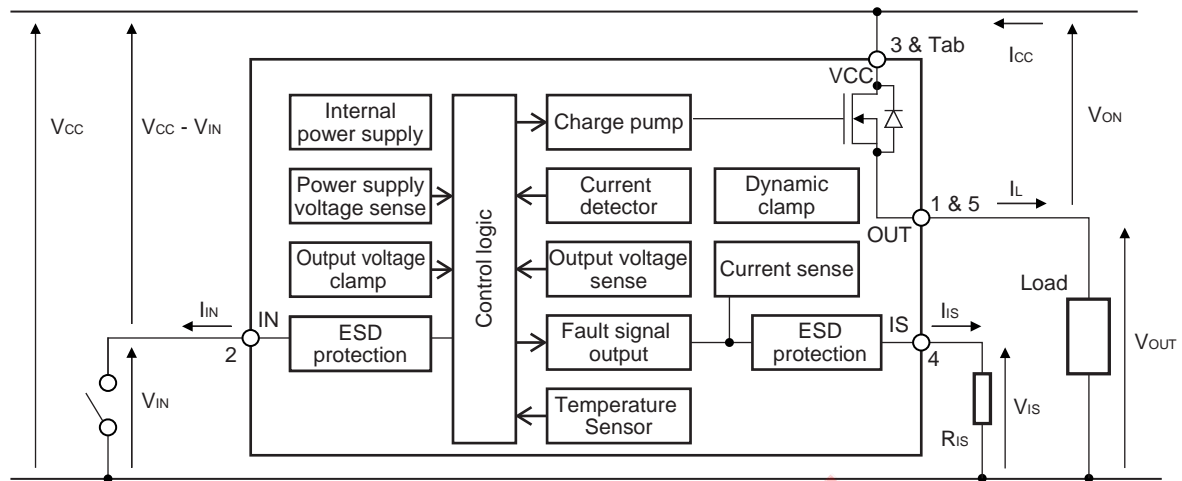 3 & Tab
ICC
VCC
VCC
VCC - VIN
VON
Internal
power supply
Charge pump
Power supply
voltage sense
Current
detector
Dynamic
clamp
1 & 5
IL
OUT
Output voltage
clamp
Control logic
Output voltage
sense
Current sense
Load
IIN
IN
2
ESD
protection
Fault signal
output
ESD
protection
IS
4
IIS
VOUT
VIN
Temperature
Sensor
RIS
VIS